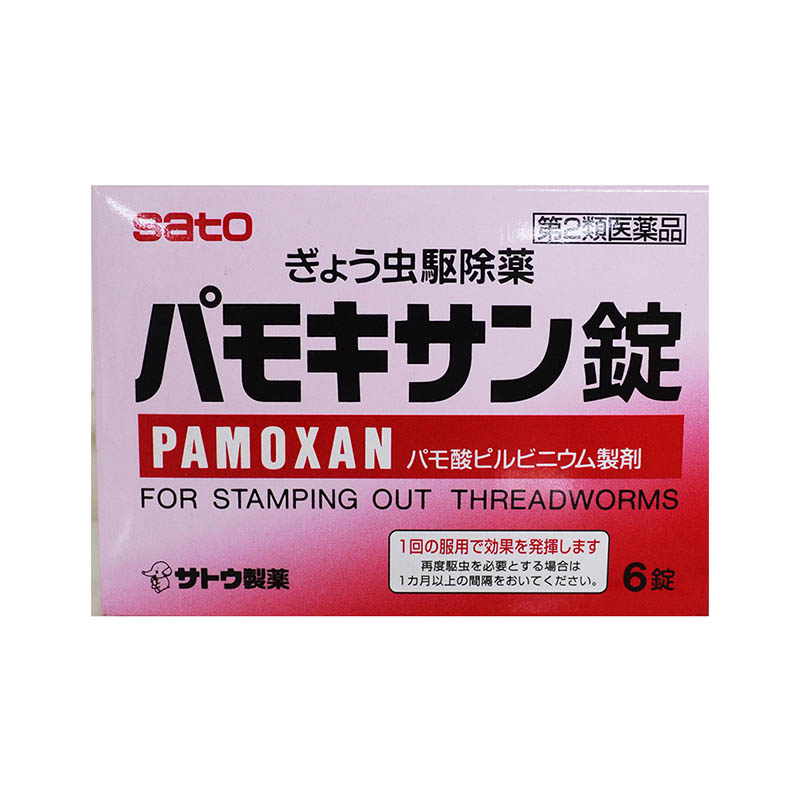 sato
第2類医薬品
ぎょう虫駆除薬
パモキサン錠
PAMOXAN パモ酸ピルビニウム製剤
FOR STAMPING OUT THREADWORMS
1回の服用で効果を発揮します
再度駆虫を必要とする場合は
1カ月以上の間隔をおいてください。
サトウ製薬
6錠